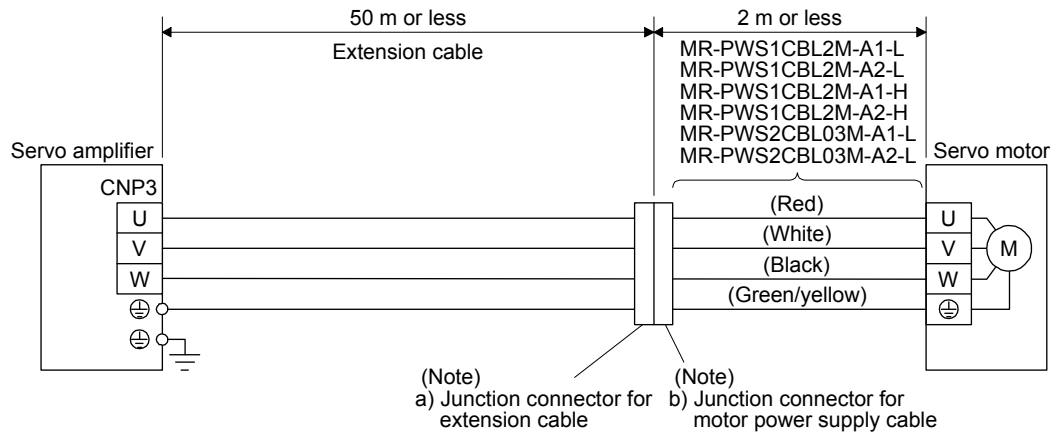 50 m or less
2 m or less
Extension cable
MR-PWS1CBL2M-A1-L
MR-PWS1CBL2M-A2-L
MR-PWS1CBL2M-A1-H
MR-PWS1CBL2M-A2-H
MR-PWS2CBL03M-A1-L
MR-PWS2CBL03M-A2-L
Servo amplifier
Servo motor
CNP3
U
(Red)
U
V
(White)
V
M
W
(Black)
W
(Green/yellow)
(Note)
a) Junction connector for
extension cable
(Note)
b) Junction connector for
motor power supply cable